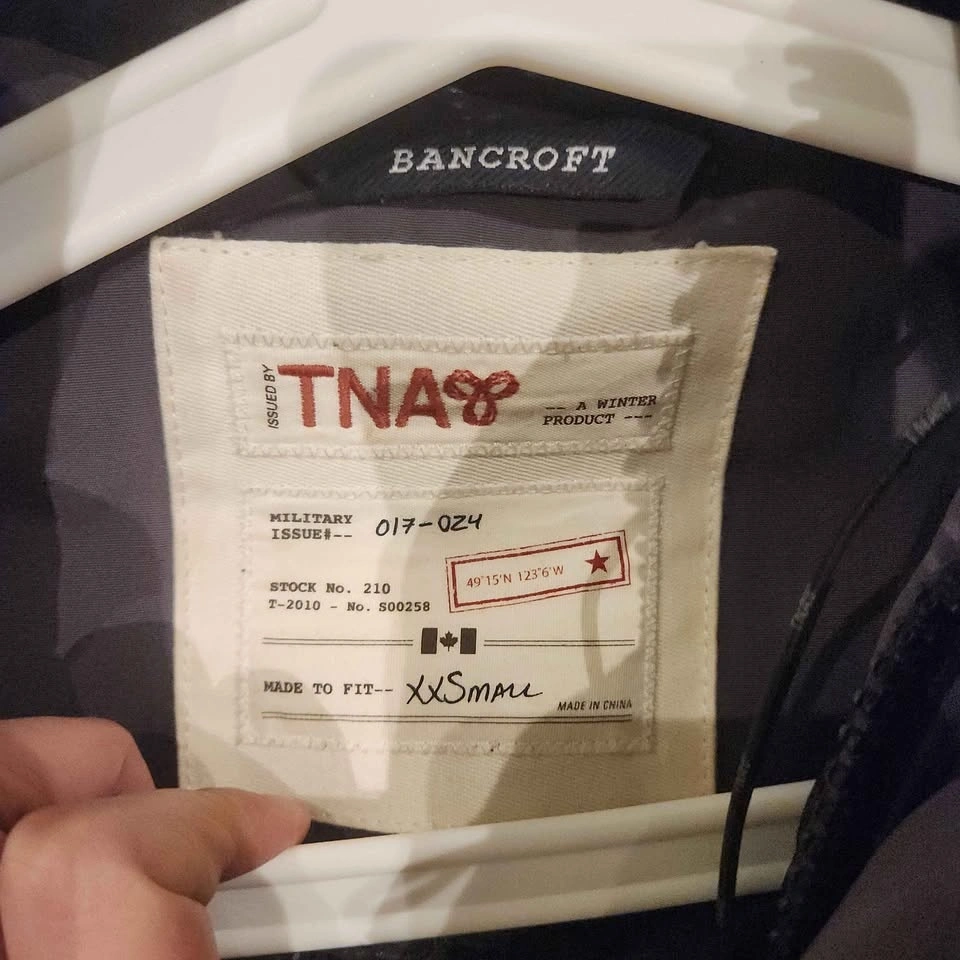 BANCROFT
ISSUED BY
TNA
-- A WINTER
PRODUCT ---
MILITARY
ISSUE#-- 017-024
49°15'N 123°6'W
STOCK No. 210
T-2010 - No. S00258
MADE TO FIT-- XXSMALL
MADE IN CHINA